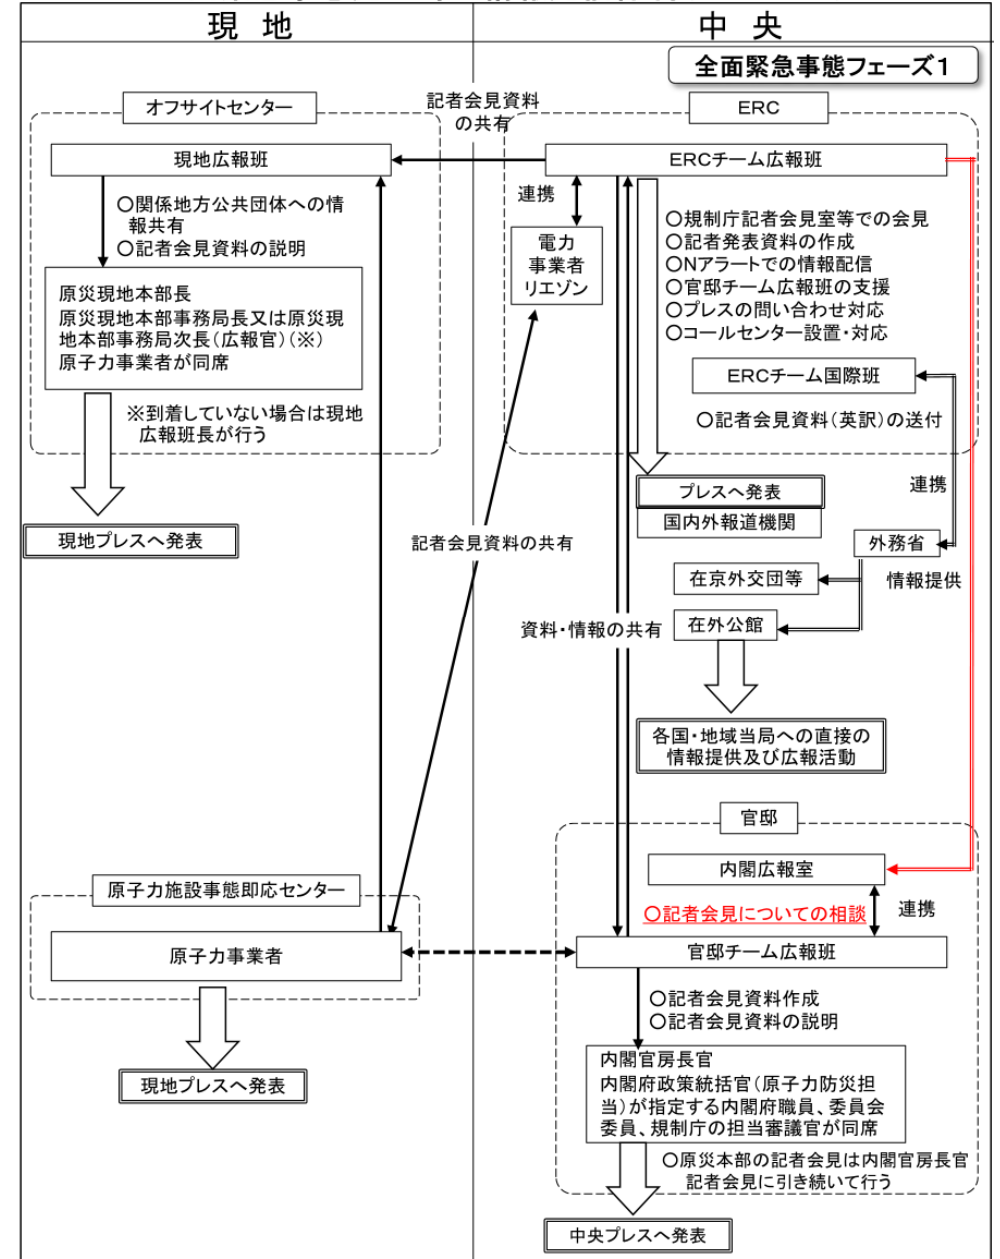 現 地
中 央
全面緊急事態フェーズ１
オフサイトセンター
記者会見資料
の共有
ERC
現地広報班
ERCチーム広報班
○関係地方公共団体への情
報共有
○記者会見資料の説明
連携
電力
事業者
リエゾン
○規制庁記者会見室等での会見
○記者発表資料の作成
○Nアラートでの情報配信
○官邸チーム広報班の支援
○プレスの問い合わせ対応
○コールセンター設置・対応
原災現地本部長
原災現地本部事務局長又は原災現
地本部事務局次長（広報官）（※）
原子力事業者が同席
ERCチーム国際班
○記者会見資料（英訳）の送付
※到着していない場合は現地
広報班長が行う
連携
プレスへ発表
国内外報道機関
現地プレスへ発表
記者会見資料の共有
外務省
在京外交団等
情報提供
資料・情報の共有
在外公館
各国・地域当局への直接の
情報提供及び広報活動
官邸
内閣広報室
原子力施設事態即応センター
○記者会見についての相談
連携
原子力事業者
官邸チーム広報班
○記者会見資料作成
○記者会見資料の説明
現地プレスへ発表
内閣官房長官
内閣府政策統括官（原子力防災担
当）が指定する内閣府職員、委員会
委員、規制庁の担当審議官が同席
○原災本部の記者会見は内閣官房長官
記者会見に引き続いて行う
中央プレスへ発表